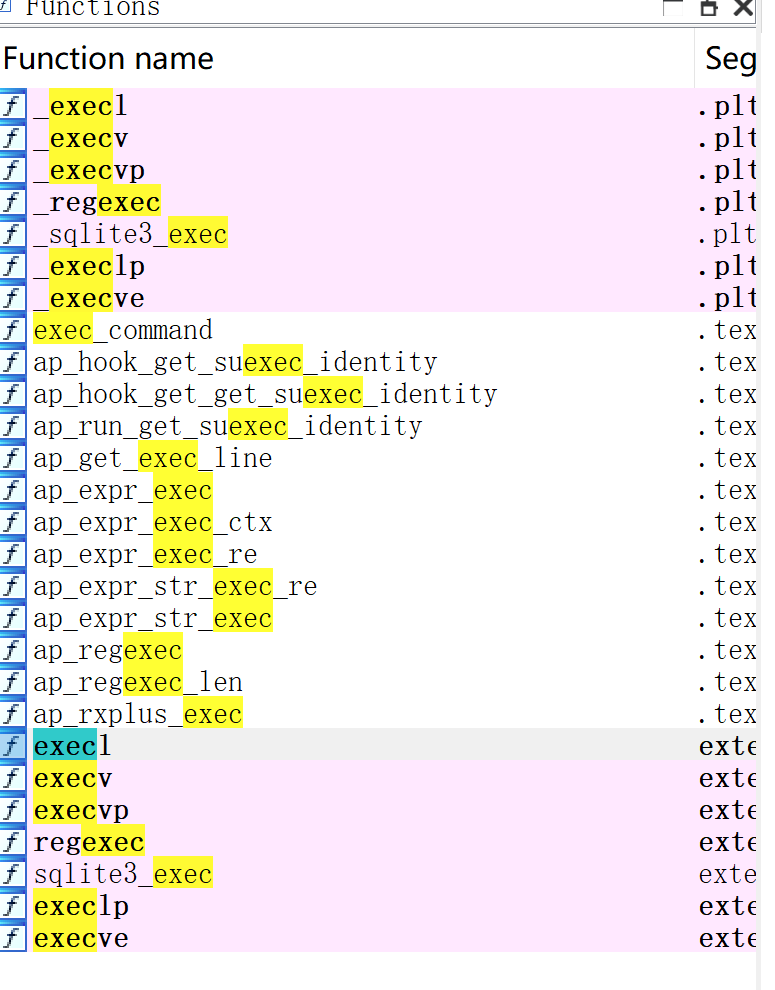 Functions
Function name Seg
_execl .plt
_execv .plt
_execvp .plt
_regexec .plt
_sqlite3_exec .plt
_execlp .plt
_execve .plt
exec_command .tex
ap_hook_get_suexec_identity .tex
ap_hook_get_get_suexec_identity .tex
ap_run_get_suexec_identity .tex
ap_get_exec_line .tex
ap_expr_exec .tex
ap_expr_exec_ctx .tex
ap_expr_exec_re .tex
ap_expr_str_exec_re .tex
ap_expr_str_exec .tex
ap_regexec .tex
ap_regexec_len .tex
ap_rxplus_exec .tex
execl exte
execv exte
execvp exte
regexec exte
sqlite3_exec exte
execlp exte
execve exte